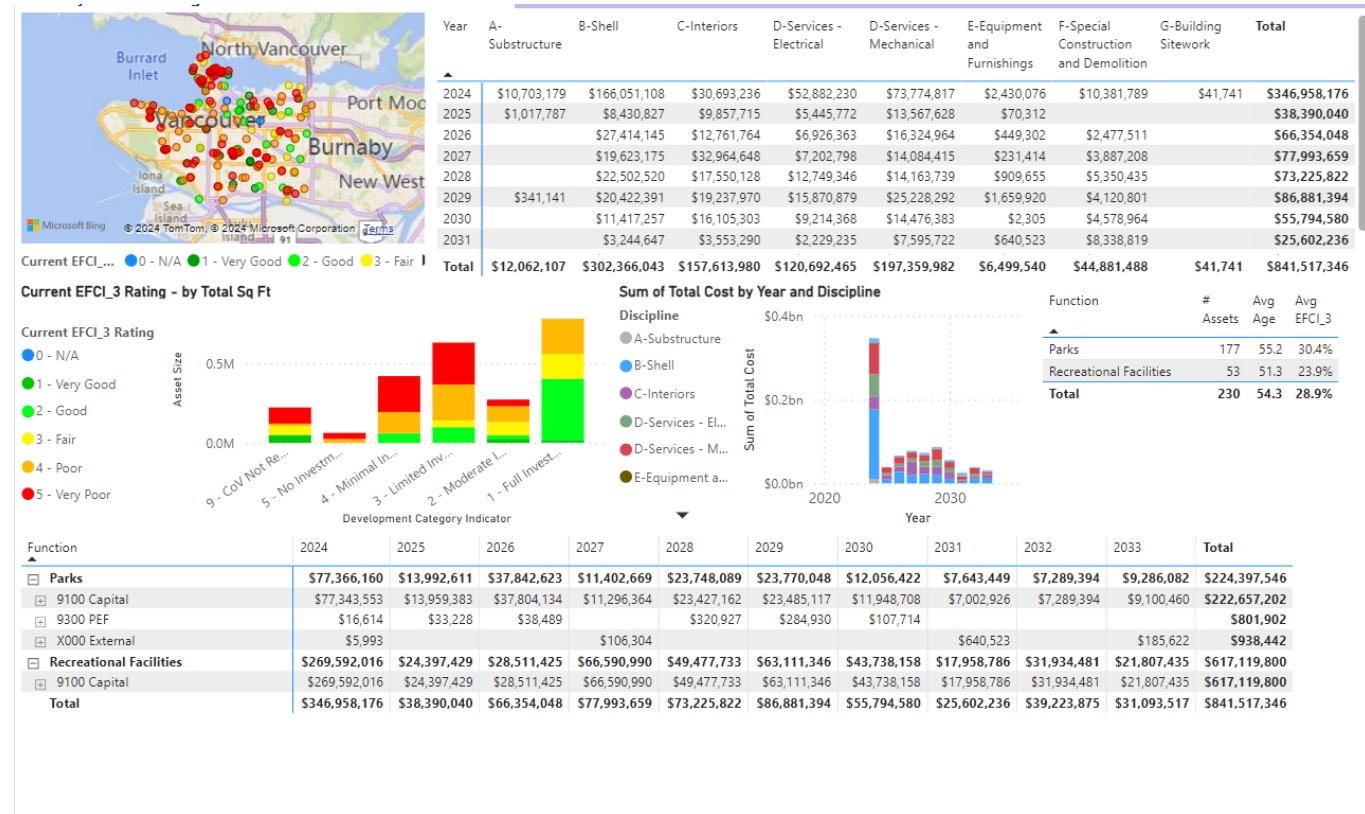 North Vancouver
Burrard
Inlet
Port Moo
Vancouver
Burnaby
Iona
Island
New West
Sea
Island
Microsoft Bing
© 2024 TomTom, © 2024 Microsoft Corporation Terms
91
Current EFCI_... 0 - N/A 1 - Very Good 2 - Good 3 - Fair
Year A-Substructure B-Shell C-Interiors D-Services - Electrical D-Services - Mechanical E-Equipment and Furnishings F-Special Construction and Demolition G-Building Sitework Total
2024 $10,703,179 $166,051,108 $30,693,236 $52,882,230 $73,774,817 $2,430,076 $10,381,789 $41,741 $346,958,176
2025 $1,017,787 $8,430,827 $9,857,715 $5,445,772 $13,567,628 $70,312 $38,390,040
2026 $27,414,145 $12,761,764 $6,926,363 $16,324,964 $449,302 $2,477,511 $66,354,048
2027 $19,623,175 $32,964,648 $7,202,798 $14,084,415 $231,414 $3,887,208 $77,993,659
2028 $22,502,520 $17,550,128 $12,749,346 $14,163,739 $909,655 $5,350,435 $73,225,822
2029 $341,141 $20,422,391 $19,237,970 $15,870,879 $25,228,292 $1,659,920 $4,120,801 $86,881,394
2030 $11,417,257 $16,105,303 $9,214,368 $14,476,383 $2,305 $4,578,964 $55,794,580
2031 $3,244,647 $3,553,290 $2,229,235 $7,595,722 $640,523 $8,338,819 $25,602,236
Total $12,062,107 $302,366,043 $157,613,980 $120,692,465 $197,359,982 $6,499,540 $44,881,488 $41,741 $841,517,346
Current EFCI_3 Rating - by Total Sq Ft
Current EFCI_3 Rating
0 - N/A
1 - Very Good
2 - Good
3 - Fair
4 - Poor
5 - Very Poor
Asset Size
0.5M
0.0M
9 - CoV Not Re...
5 - No Investm...
4 - Minimal In...
3 - Limited Inv...
2 - Moderate I...
1 - Full Invest...
Development Category Indicator
Sum of Total Cost by Year and Discipline
Discipline
A-Substructure
B-Shell
C-Interiors
D-Services - El...
D-Services - M...
E-Equipment a...
Sum of Total Cost
$0.4bn
$0.2bn
$0.0bn
2020 2030
Year
Function # Assets Avg Age Avg EFCI_3
Parks 177 55.2 30.4%
Recreational Facilities 53 51.3 23.9%
Total 230 54.3 28.9%
Function 2024 2025 2026 2027 2028 2029 2030 2031 2032 2033 Total
Parks $77,366,160 $13,992,611 $37,842,623 $11,402,669 $23,748,089 $23,770,048 $12,056,422 $7,643,449 $7,289,394 $9,286,082 $224,397,546
9100 Capital $77,343,553 $13,959,383 $37,804,134 $11,296,364 $23,427,162 $23,485,117 $11,948,708 $7,002,926 $7,289,394 $9,100,460 $222,657,202
9300 PEF $16,614 $33,228 $38,489 $320,927 $284,930 $107,714 $801,902
X000 External $5,993 $106,304 $640,523 $185,622 $938,442
Recreational Facilities $269,592,016 $24,397,429 $28,511,425 $66,590,990 $49,477,733 $63,111,346 $43,738,158 $17,958,786 $31,934,481 $21,807,435 $617,119,800
9100 Capital $269,592,016 $24,397,429 $28,511,425 $66,590,990 $49,477,733 $63,111,346 $43,738,158 $17,958,786 $31,934,481 $21,807,435 $617,119,800
Total $346,958,176 $38,390,040 $66,354,048 $77,993,659 $73,225,822 $86,881,394 $55,794,580 $25,602,236 $39,223,875 $31,093,517 $841,517,346